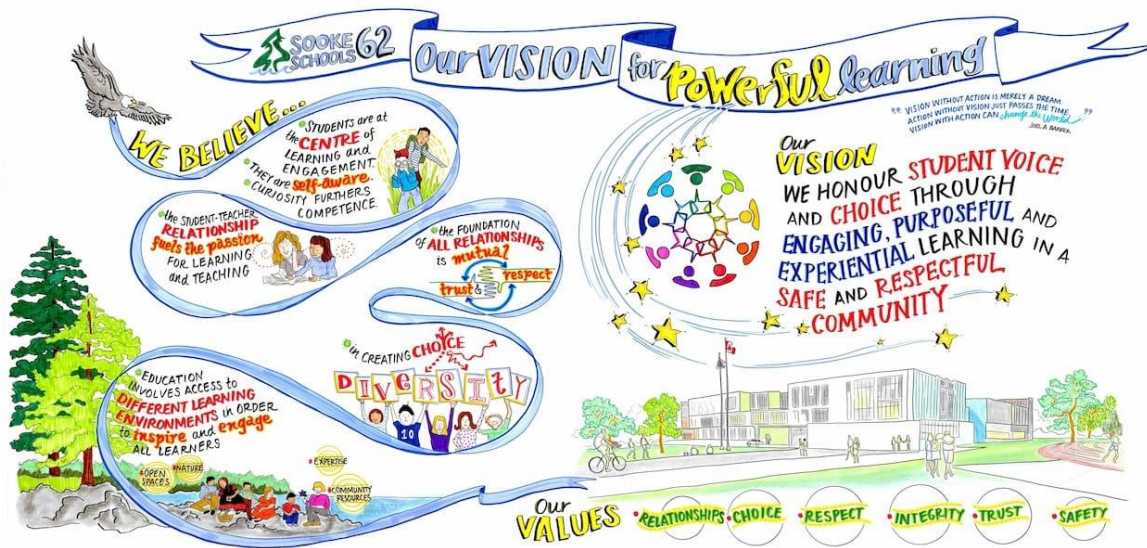 SOOKE
SCHOOLS 62
Our VISION for Powerful learning
"VISION WITHOUT ACTION IS MERELY A DREAM
ACTION WITHOUT VISION JUST PASSES THE TIME
VISION WITH ACTION CAN change the World"
JOEL A BARKER
WE BELIEVE...
STUDENTS ARE at
the CENTRE of
LEARNING and
ENGAGEMENT.
THEY ARE self-aware.
CURIOSITY FURTHERS
COMPETENCE.
the STUDENT-TEACHER
RELATIONSHIP
fuels the passion
FOR LEARNING
and TEACHING
the FOUNDATION
of ALL RELATIONSHIPS
is mutual
trust & respect
in CREATING CHOICE
DIVERSITY
10
EDUCATION
INVOLVES ACCESS to
DIFFERENT LEARNING
ENVIRONMENTS in ORDER
to inspire and engage
ALL LEARNERS
OPEN
SPACES
NATURE
EXPERTISE
COMMUNITY
RESOURCES
Our
VISION
WE HONOUR STUDENT VOICE
AND CHOICE THROUGH
ENGAGING, PURPOSEFUL AND
EXPERIENTIAL LEARNING IN A
SAFE AND RESPECTFUL
COMMUNITY
Our
VALUES
RELATIONSHIPS
CHOICE
RESPECT
INTEGRITY
TRUST
SAFETY